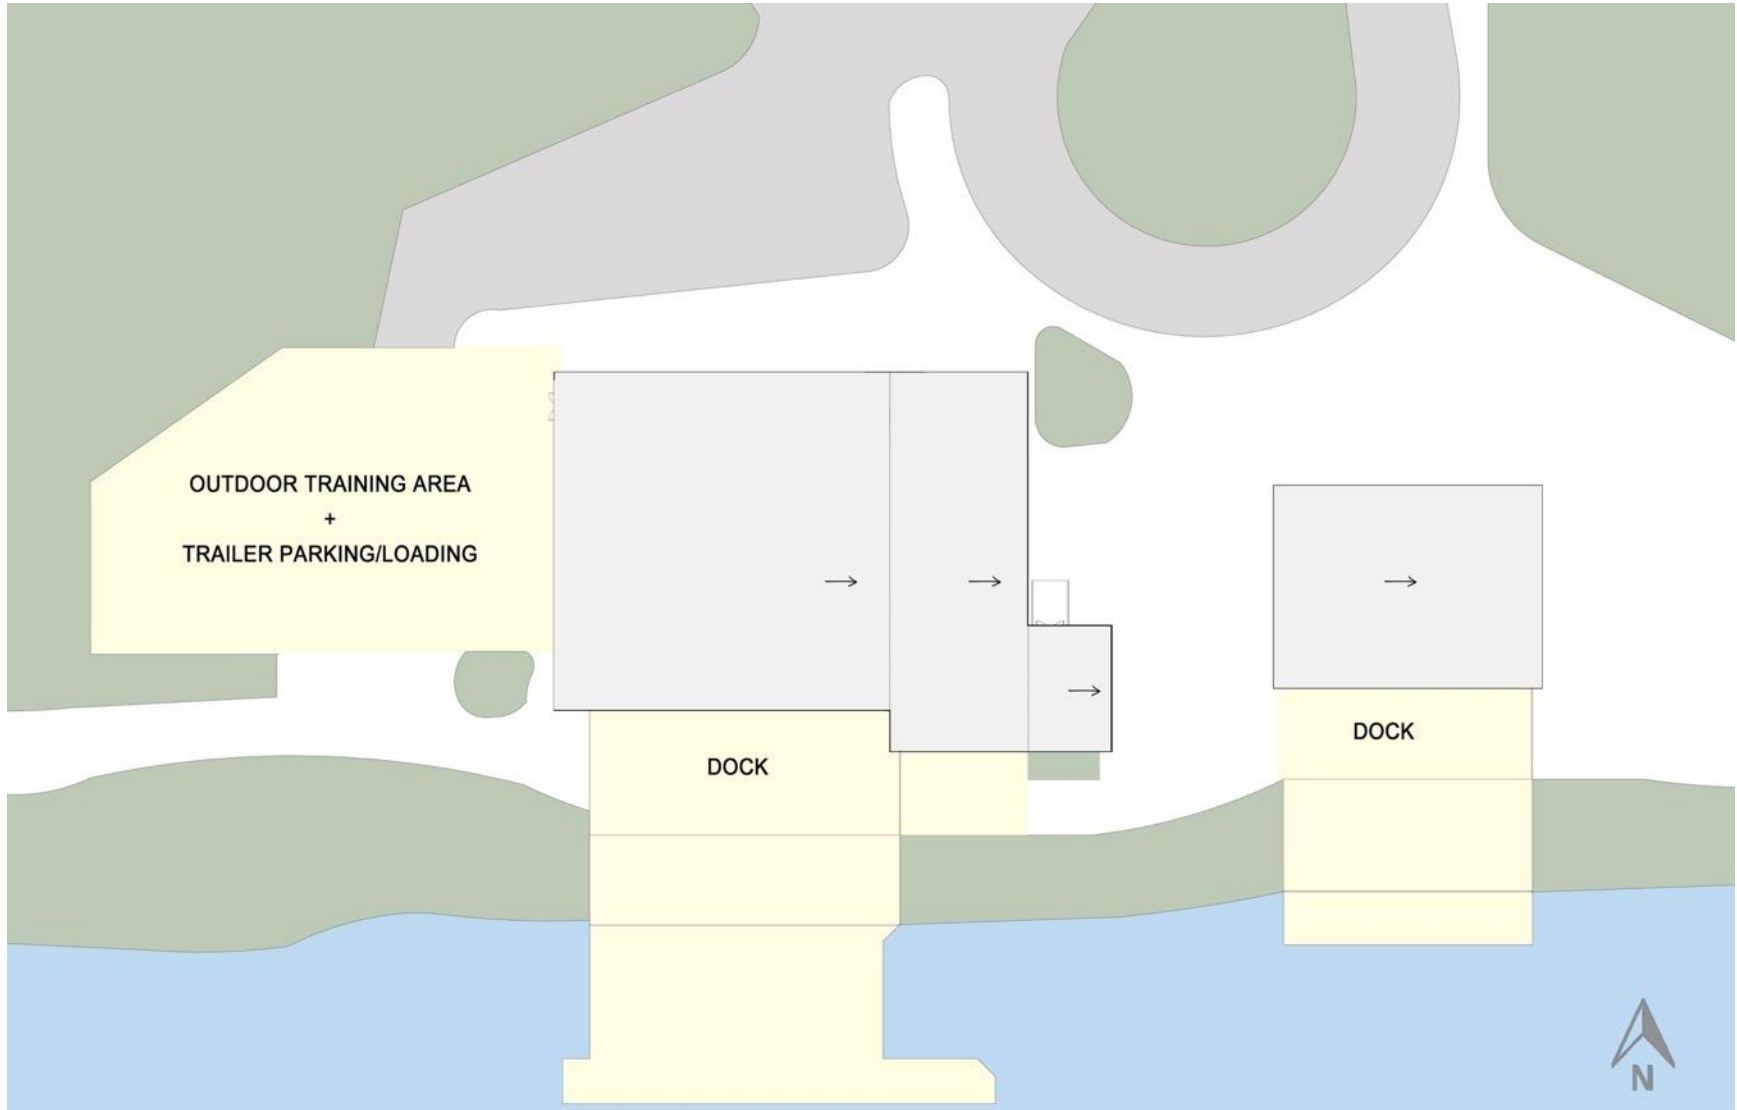 OUTDOOR TRAINING AREA
+
TRAILER PARKING/LOADING
DOCK
DOCK
N